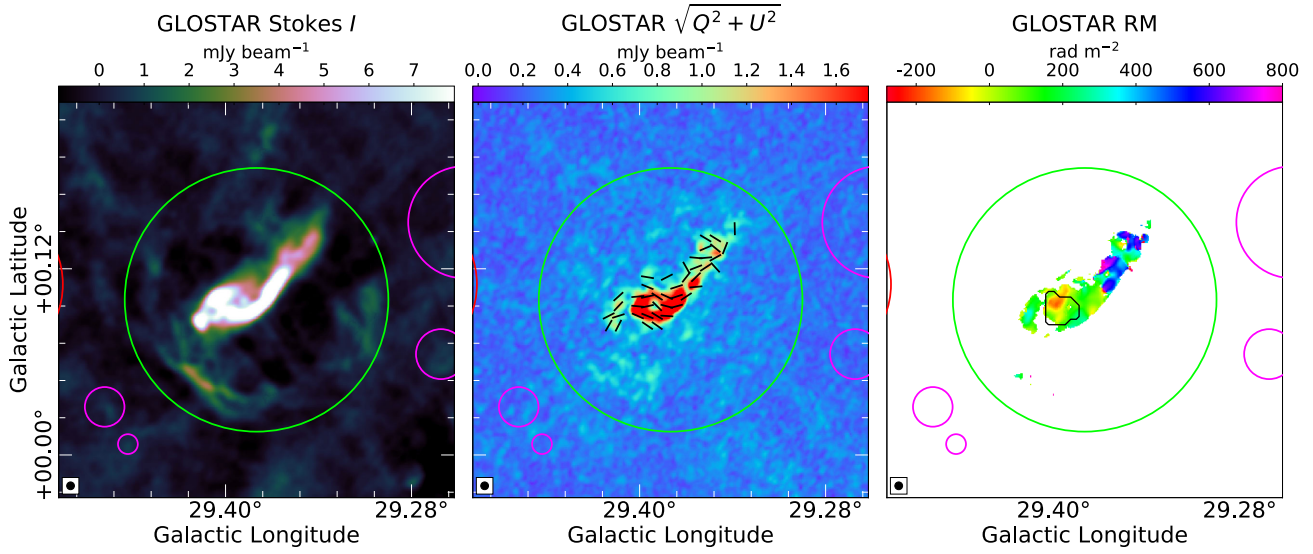 GLOSTAR Stokes I
mJy beam⁻¹
0 1 2 3 4 5 6 7
GLOSTAR √Q² + U²
mJy beam⁻¹
0.0 0.2 0.4 0.6 0.8 1.0 1.2 1.4 1.6
GLOSTAR RM
rad m⁻²
−200 0 200 400 600 800
Galactic Latitude
+00.12°
+00.00°
29.40° 29.28°
Galactic Longitude
29.40° 29.28°
Galactic Longitude
29.40° 29.28°
Galactic Longitude